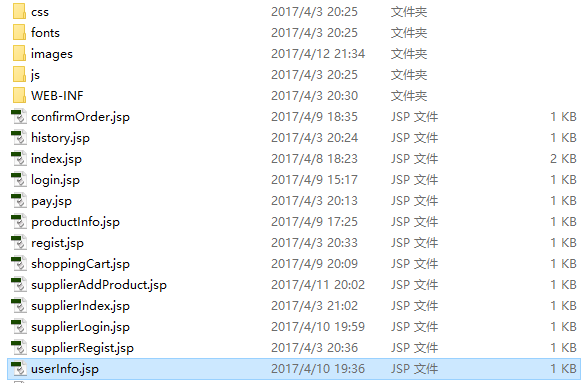 css 2017/4/3 20:25 文件夹
fonts 2017/4/3 20:25 文件夹
images 2017/4/12 21:34 文件夹
js 2017/4/3 20:25 文件夹
WEB-INF 2017/4/3 20:30 文件夹
confirmOrder.jsp 2017/4/9 18:35 JSP 文件 1 KB
history.jsp 2017/4/3 20:24 JSP 文件 1 KB
index.jsp 2017/4/8 18:23 JSP 文件 2 KB
login.jsp 2017/4/9 15:17 JSP 文件 1 KB
pay.jsp 2017/4/3 20:13 JSP 文件 1 KB
productInfo.jsp 2017/4/9 17:25 JSP 文件 1 KB
regist.jsp 2017/4/3 20:33 JSP 文件 1 KB
shoppingCart.jsp 2017/4/9 20:09 JSP 文件 1 KB
supplierAddProduct.jsp 2017/4/11 20:02 JSP 文件 1 KB
supplierIndex.jsp 2017/4/3 21:02 JSP 文件 1 KB
supplierLogin.jsp 2017/4/10 19:59 JSP 文件 1 KB
supplierRegist.jsp 2017/4/3 20:36 JSP 文件 1 KB
userInfo.jsp 2017/4/10 19:36 JSP 文件 1 KB